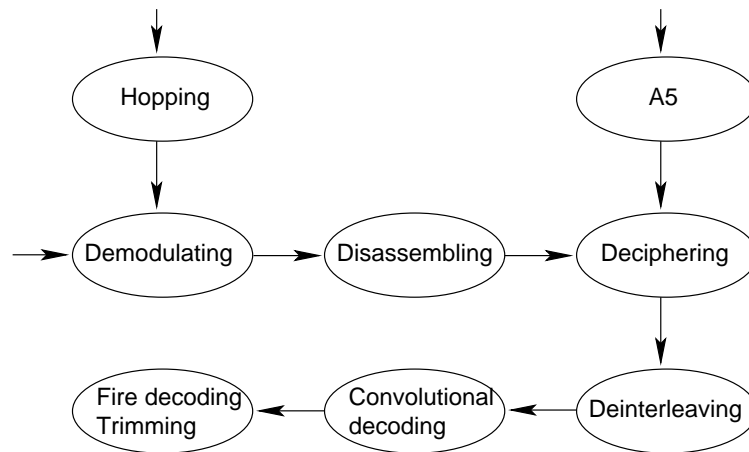 Hopping
A5
Demodulating
Disassembling
Deciphering
Fire decoding
Trimming
Convolutional
decoding
Deinterleaving